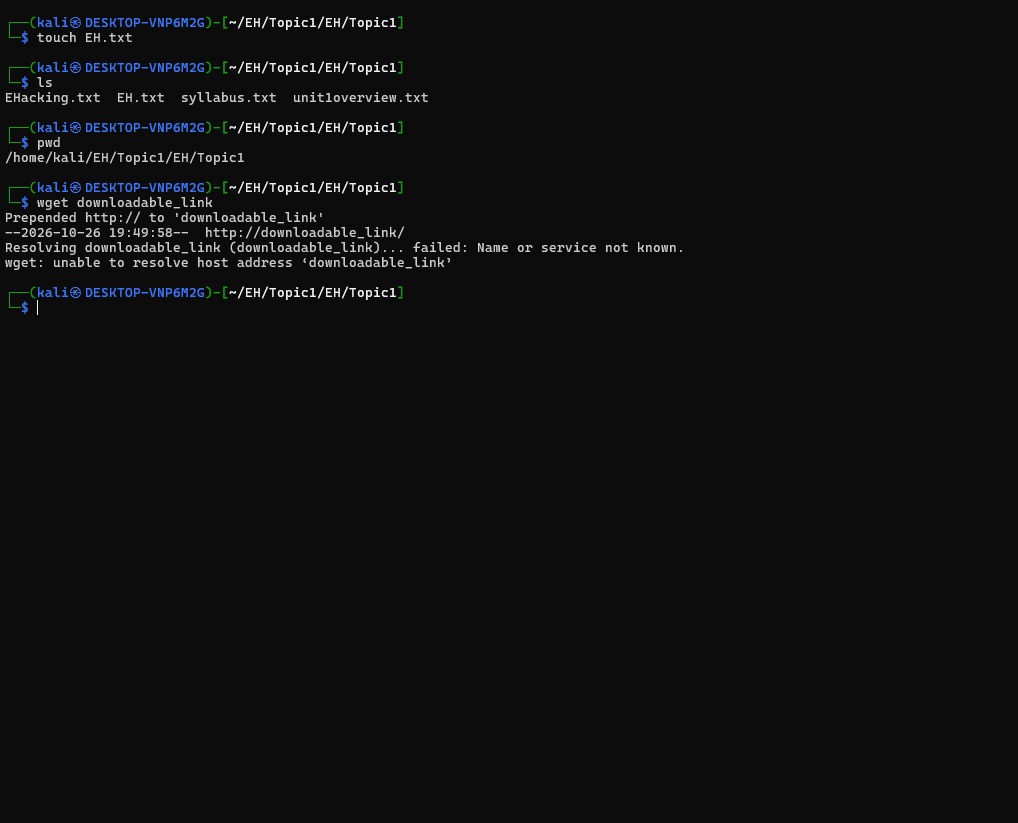 ┌──(kali㉿DESKTOP-VNP6M2G)-[~/EH/Topic1/EH/Topic1]
└─$ touch EH.txt
┌──(kali㉿DESKTOP-VNP6M2G)-[~/EH/Topic1/EH/Topic1]
└─$ ls
EHacking.txt  EH.txt  syllabus.txt  unit1overview.txt
┌──(kali㉿DESKTOP-VNP6M2G)-[~/EH/Topic1/EH/Topic1]
└─$ pwd
/home/kali/EH/Topic1/EH/Topic1
┌──(kali㉿DESKTOP-VNP6M2G)-[~/EH/Topic1/EH/Topic1]
└─$ wget downloadable_link
Prepended http:// to 'downloadable_link'
--2026-10-26 19:49:58--  http://downloadable_link/
Resolving downloadable_link (downloadable_link)... failed: Name or service not known.
wget: unable to resolve host address ‘downloadable_link’
┌──(kali㉿DESKTOP-VNP6M2G)-[~/EH/Topic1/EH/Topic1]
└─$